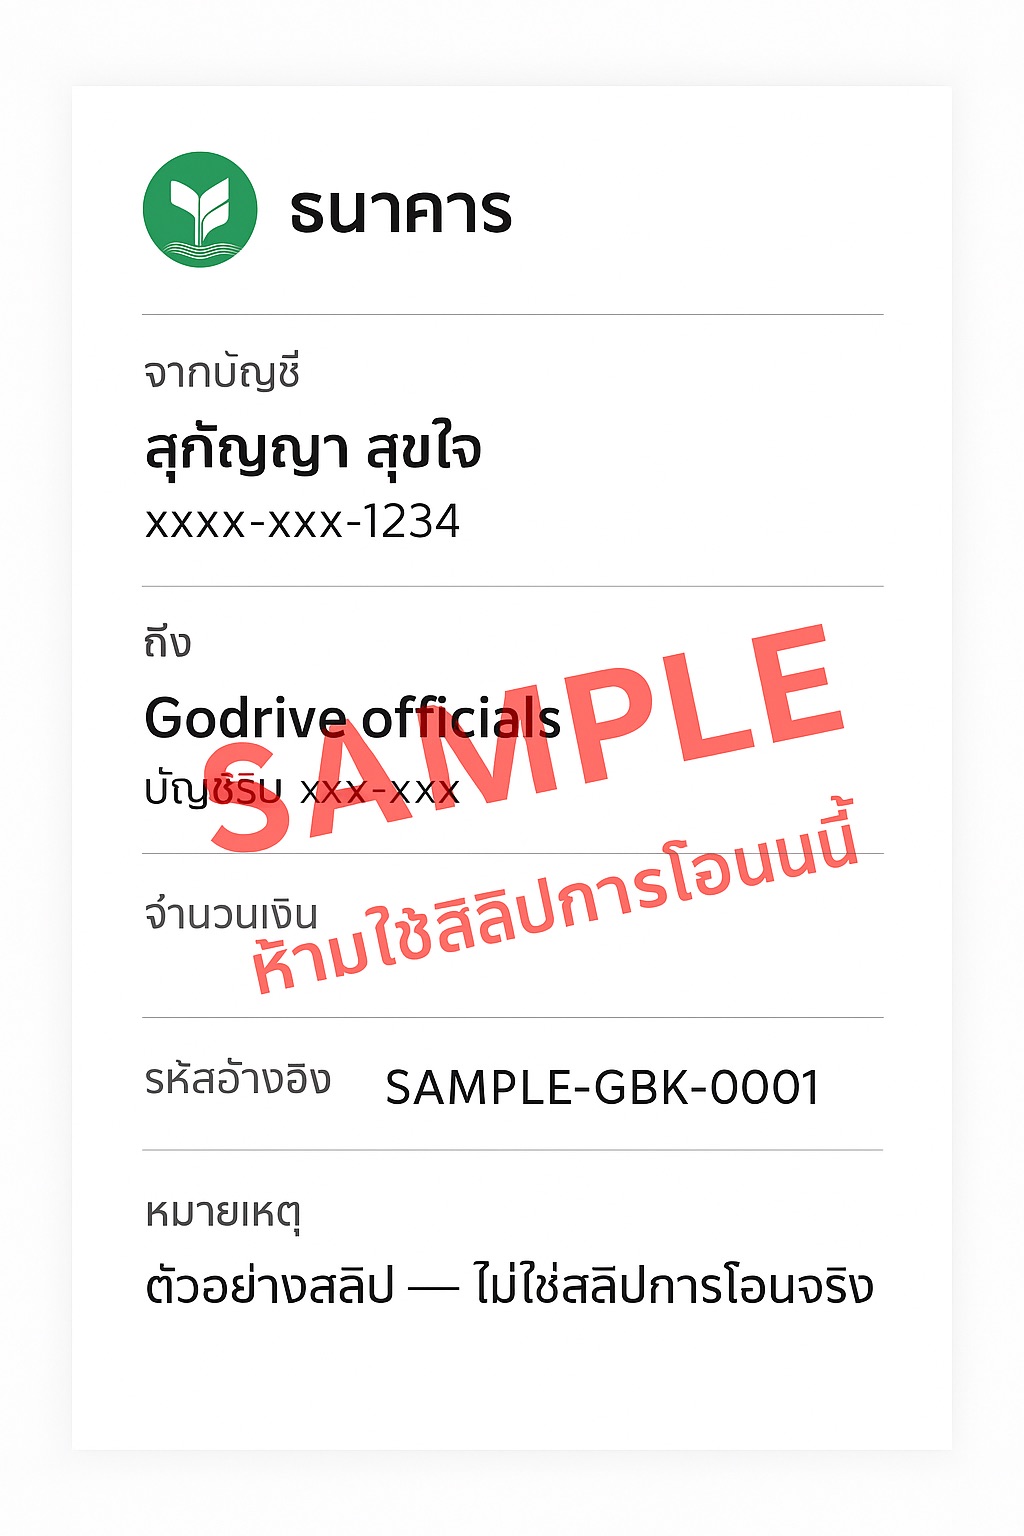 ธนาคาร
จากบัญชี
สุกัญญา สุขใจ
xxxx-xxx-1234
ถึง
Godrive officials
บัญชีริบ xxx-xxx
SAMPLE
จำนวนเงิน
ห้ามใช้สิลิปการโอนนนี้
รหัสอ้างอิง SAMPLE-GBK-0001
หมายเหตุ
ตัวอย่างสลิป — ไม่ใช่สลีปการโอนจริง